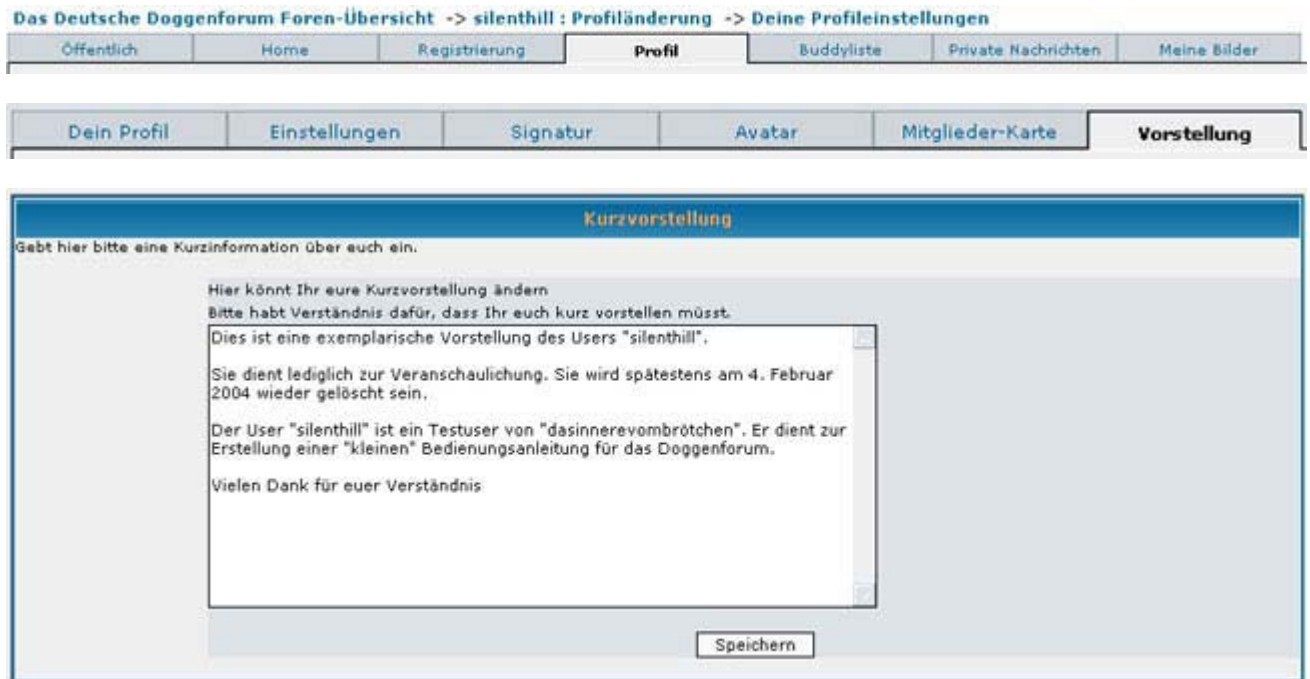 Das Deutsche Doggenforum Foren-Übersicht -> silenthill : Profiländerung -> Deine Profileinstellungen
Öffentlich Home Registrierung Profil Buddyliste Private Nachrichten Meine Bilder
Dein Profil Einstellungen Signatur Avatar Mitglieder-Karte Vorstellung
Kurzvorstellung
Gebt hier bitte eine Kurzinformation über euch ein.
Hier könnt Ihr eure Kurzvorstellung ändern
Bitte habt Verständnis dafür, dass Ihr euch kurz vorstellen müsst.
Dies ist eine exemplarische Vorstellung des Users "silenthill".
Sie dient lediglich zur Veranschaulichung. Sie wird spätestens am 4. Februar
2004 wieder gelöscht sein.
Der User "silenthill" ist ein Testuser von "dasinnerevombrötchen". Er dient zur
Erstellung einer "kleinen" Bedienungsanleitung für das Doggenforum.
Vielen Dank für euer Verständnis
Speichern